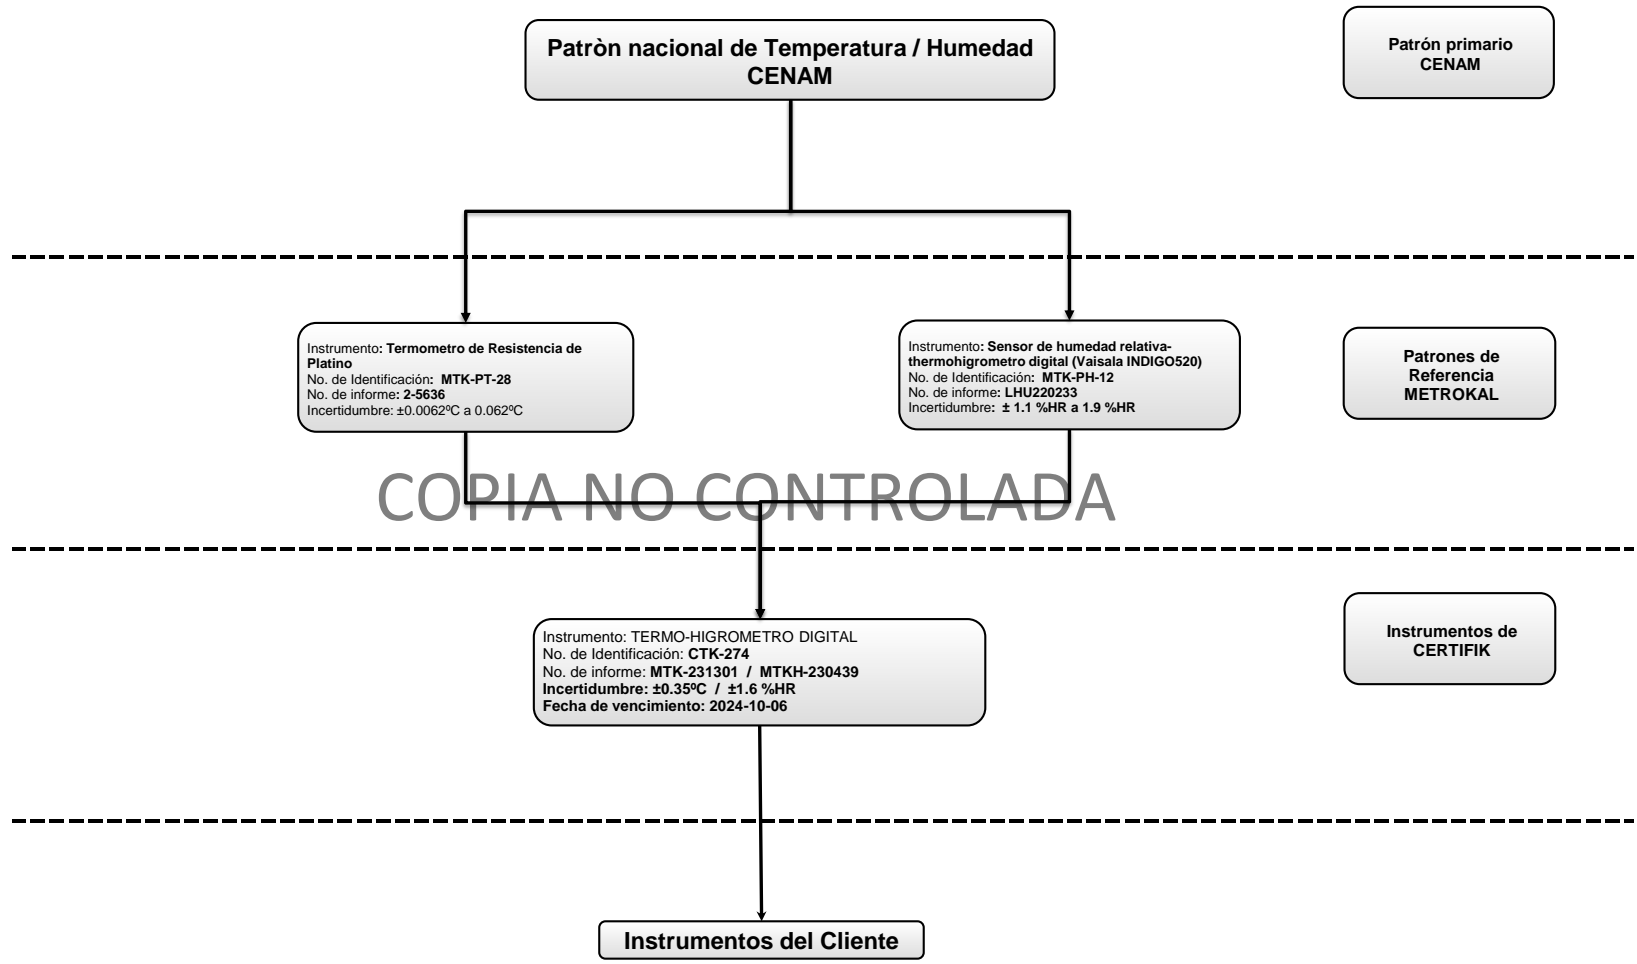 Patròn nacional de Temperatura / Humedad
CENAM
Patrón primario
CENAM
Instrumento: Termometro de Resistencia de
Platino
No. de Identificación: MTK-PT-28
No. de informe: 2-5636
Incertidumbre: ±0.0062ºC a 0.062ºC
Instrumento: Sensor de humedad relativa-
thermohigrometro digital (Vaisala INDIGO520)
No. de Identificación: MTK-PH-12
No. de informe: LHU220233
Incertidumbre: ± 1.1 %HR a 1.9 %HR
Patrones de
Referencia
METROKAL
COPIA NO CONTROLADA
Instrumento: TERMO-HIGROMETRO DIGITAL
No. de Identificación: CTK-274
No. de informe: MTK-231301 / MTKH-230439
Incertidumbre: ±0.35ºC / ±1.6 %HR
Fecha de vencimiento: 2024-10-06
Instrumentos de
CERTIFIK
Instrumentos del Cliente